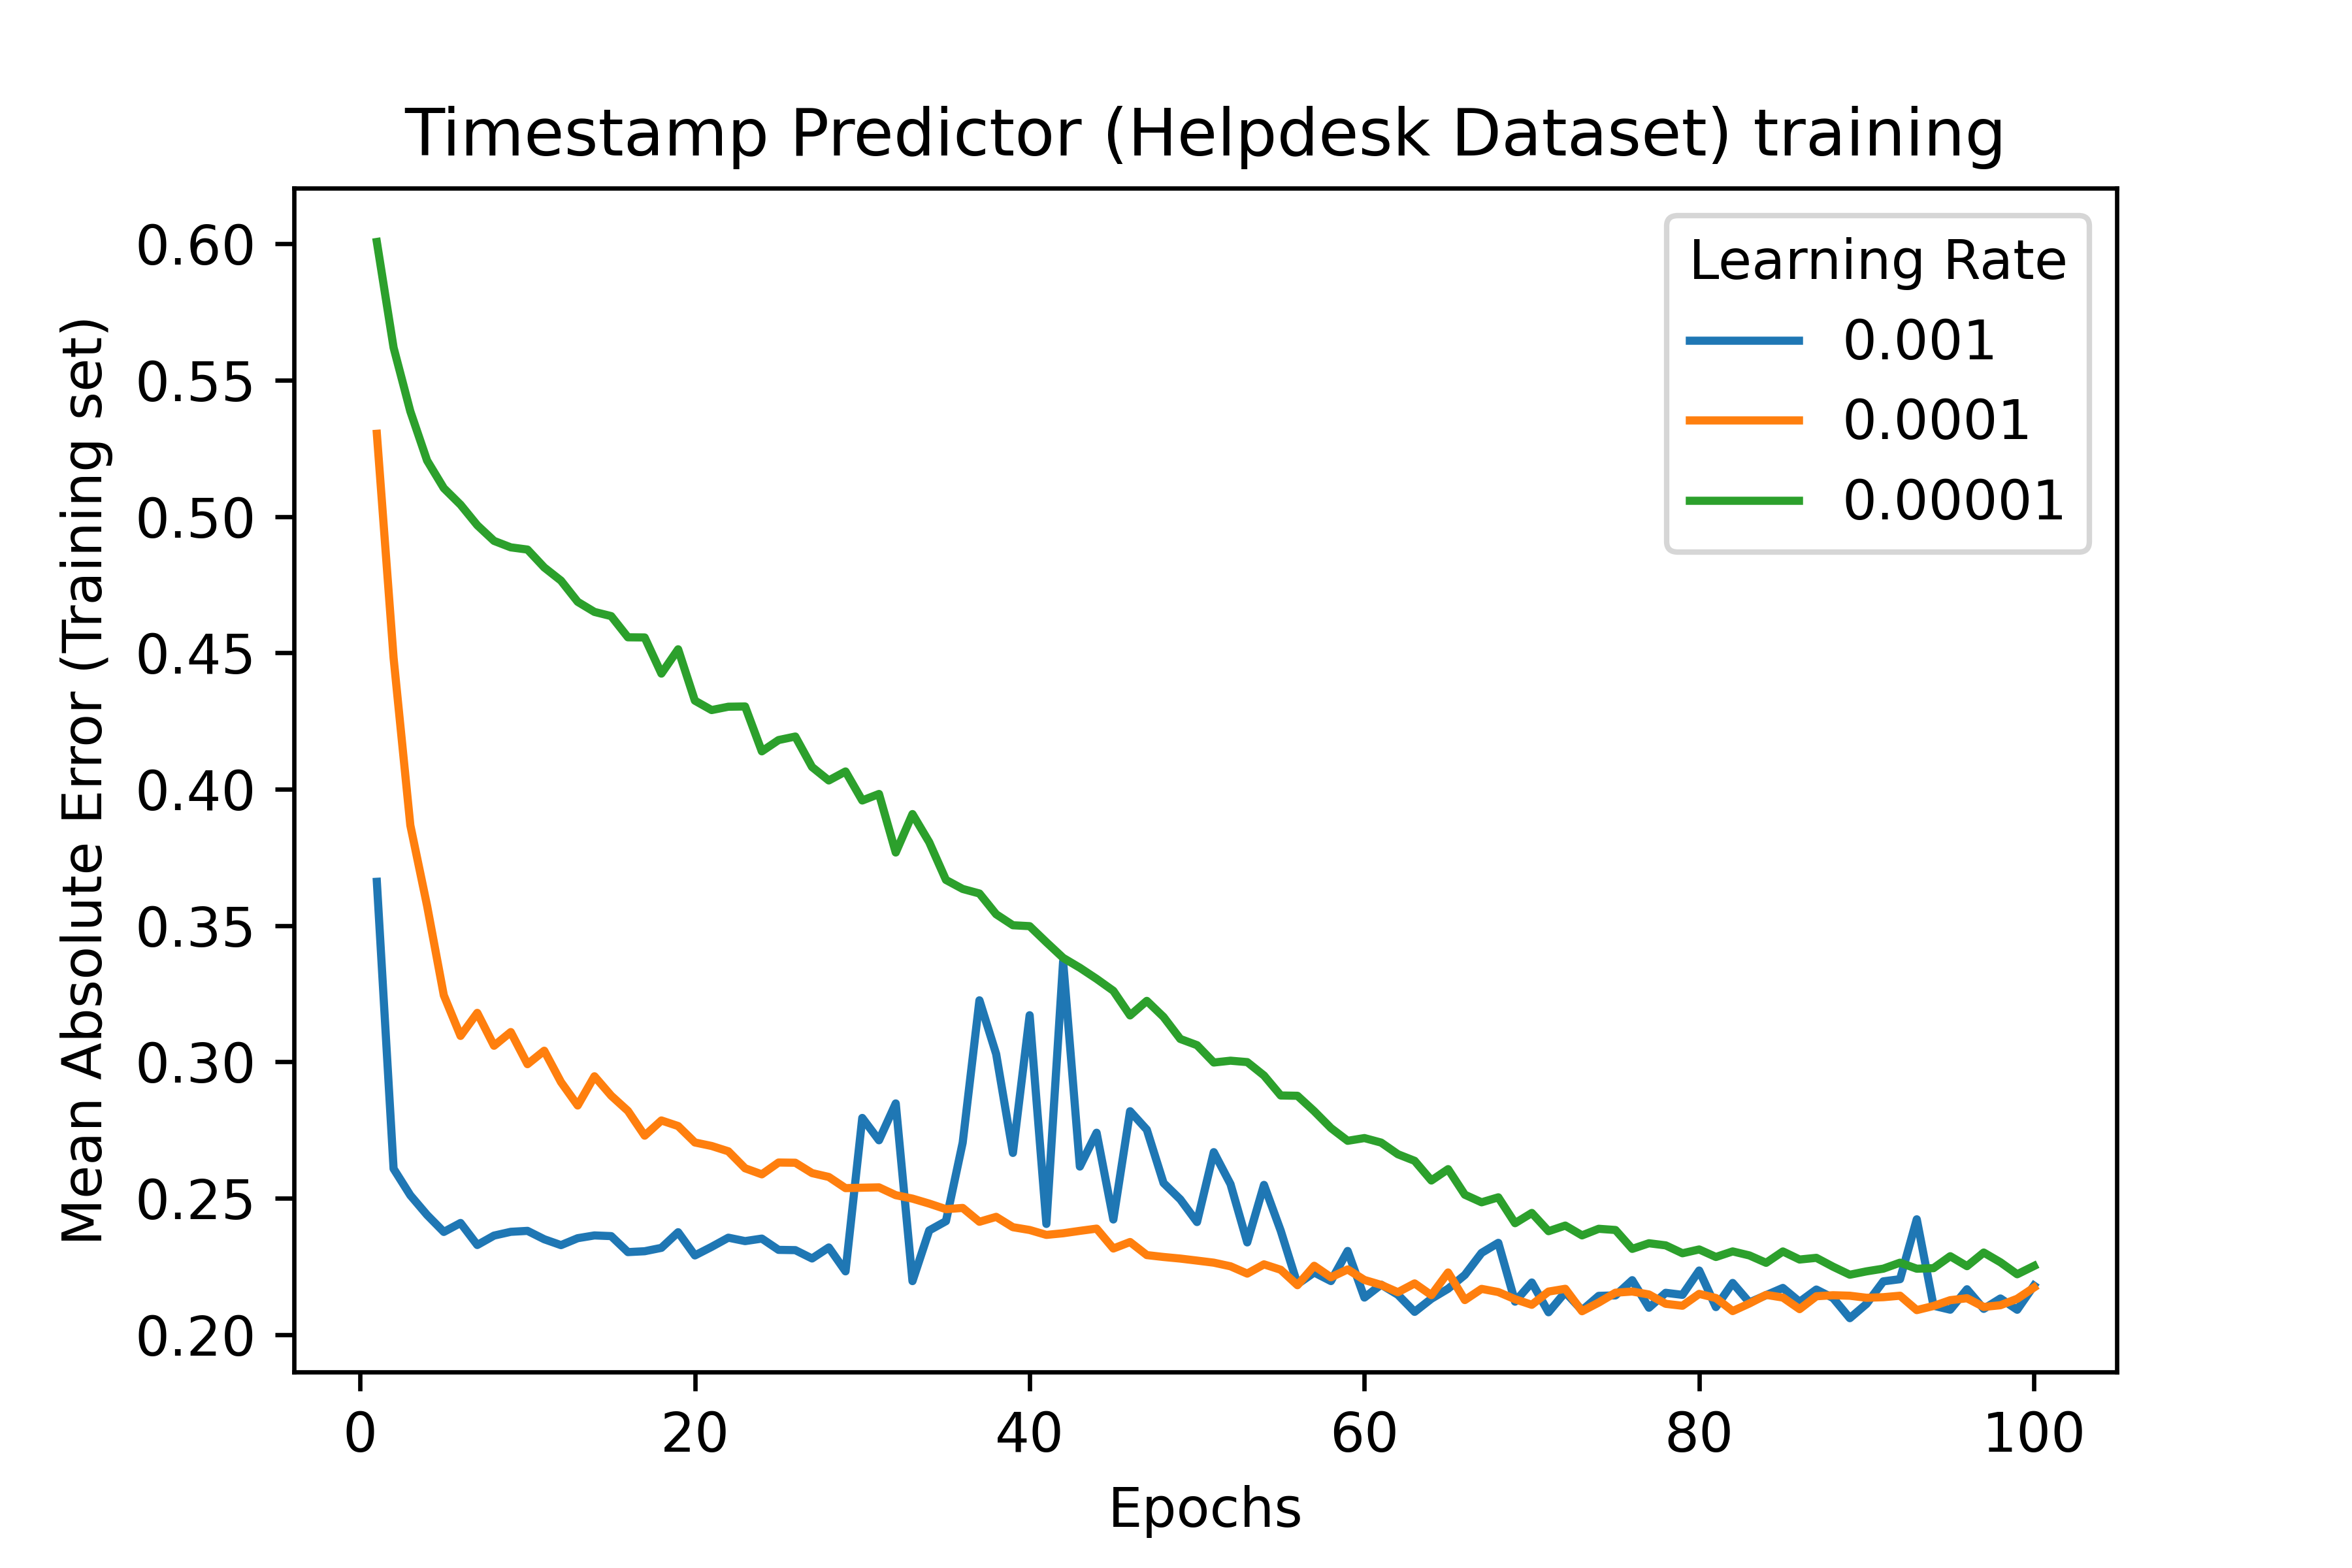 Timestamp Predictor (Helpdesk Dataset) training
Mean Absolute Error (Training set)
0.60
0.55
0.50
0.45
0.40
0.35
0.30
0.25
0.20
Learning Rate
0.001
0.0001
0.00001
0 20 40 60 80 100
Epochs